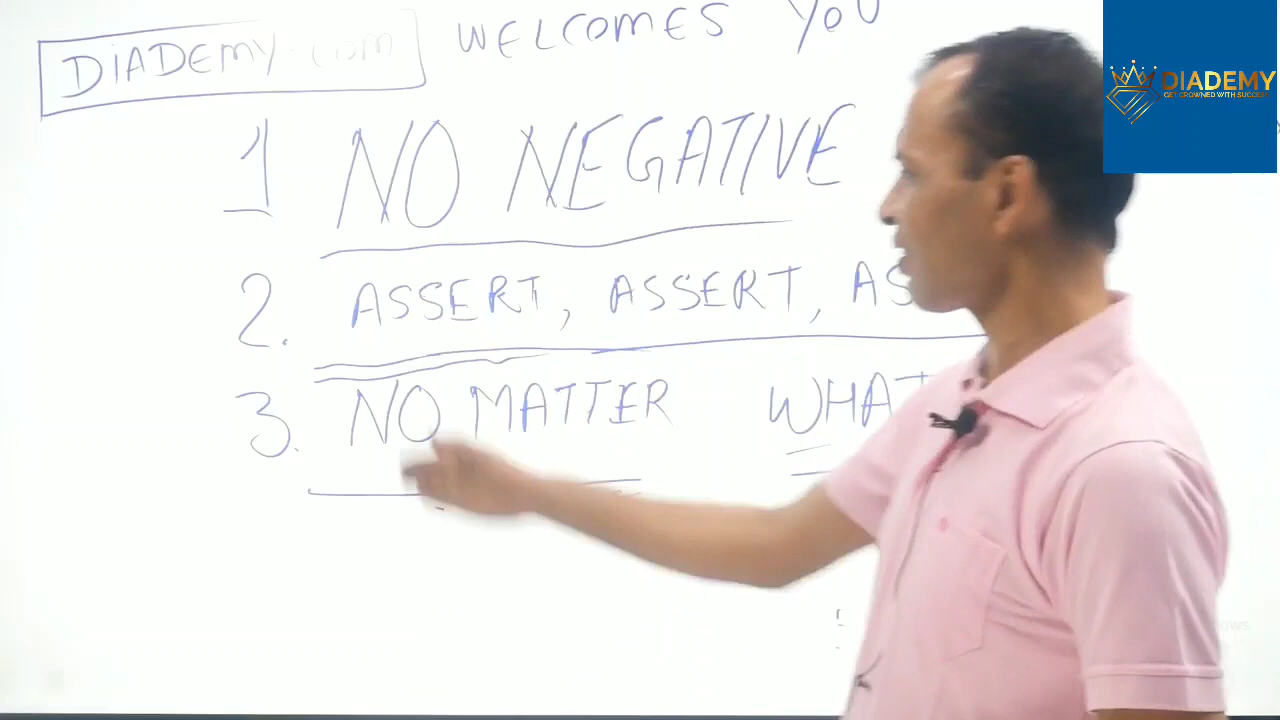 DiADEMY.com WELCOMES YOU
1 NO NEGATIVE
2. ASSERT, ASSERT, AS
3. NO MATTER WHAT
DIADEMY
GET CROWNED WITH SUCCESS